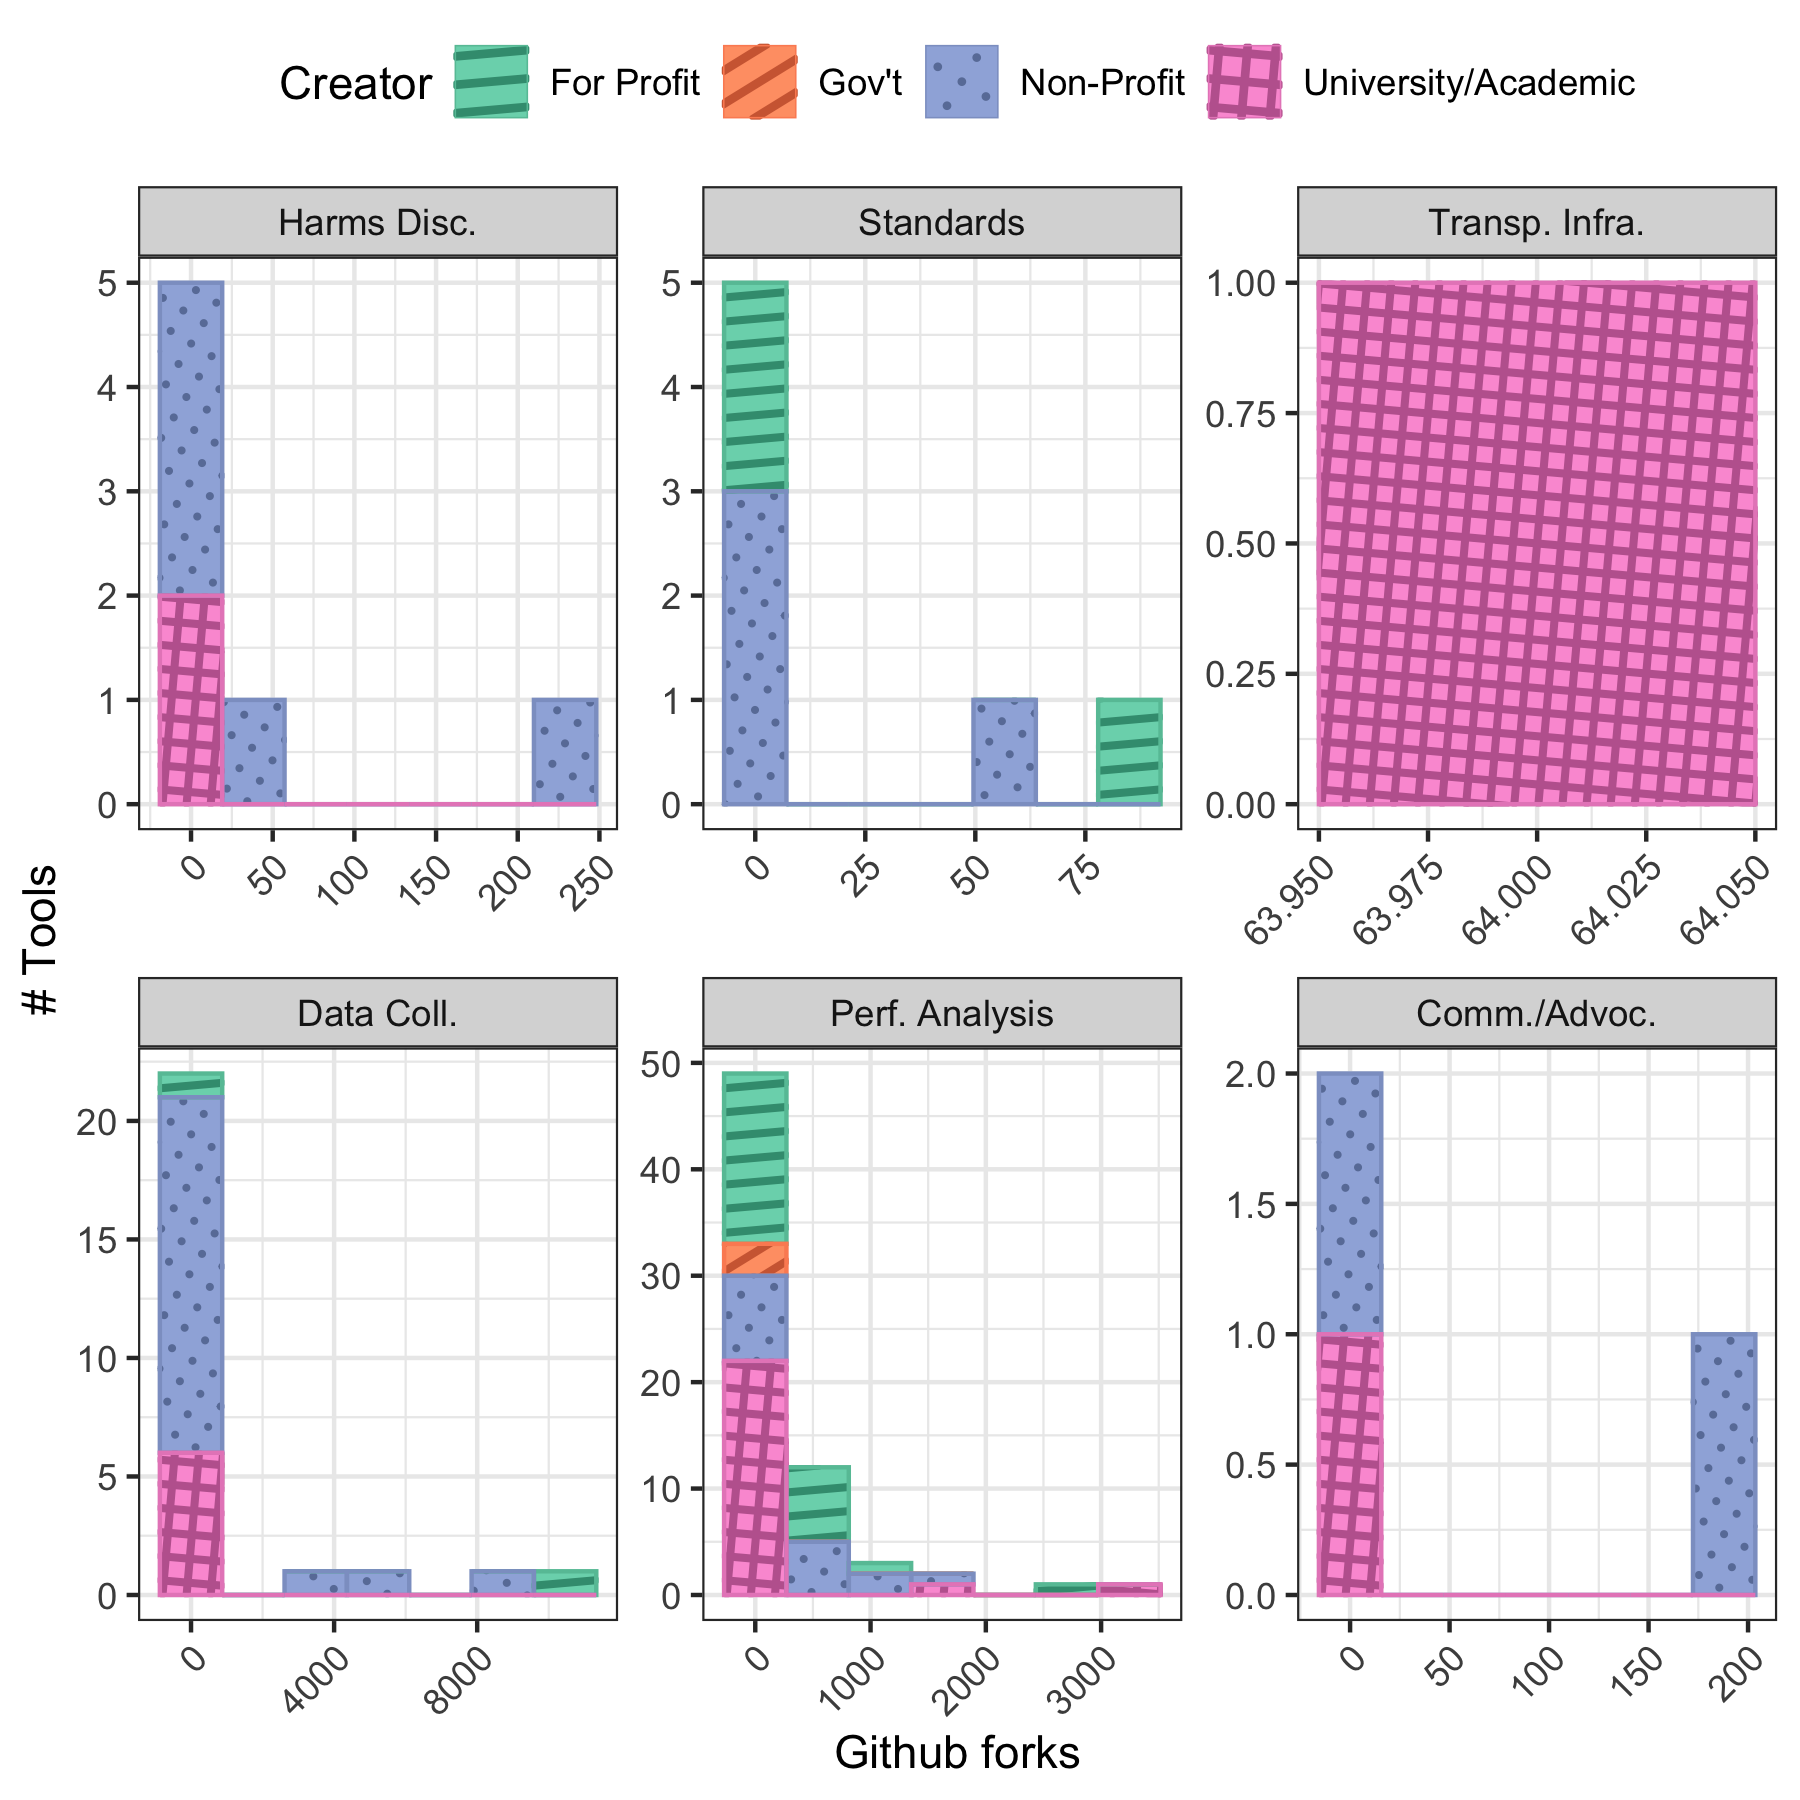 Creator For Profit Gov't Non-Profit University/Academic
Harms Disc.
5
4
3
2
1
0
0 50 100 150 200 250
Standards
5
4
3
2
1
0
0 25 50 75
Transp. Infra.
1.00
0.75
0.50
0.25
0.00
63.950 63.975 64.000 64.025 64.050
# Tools
Data Coll.
20
15
10
5
0
0 4000 8000
Perf. Analysis
50
40
30
20
10
0
0 1000 2000 3000
Comm./Advoc.
2.0
1.5
1.0
0.5
0.0
0 50 100 150 200
Github forks